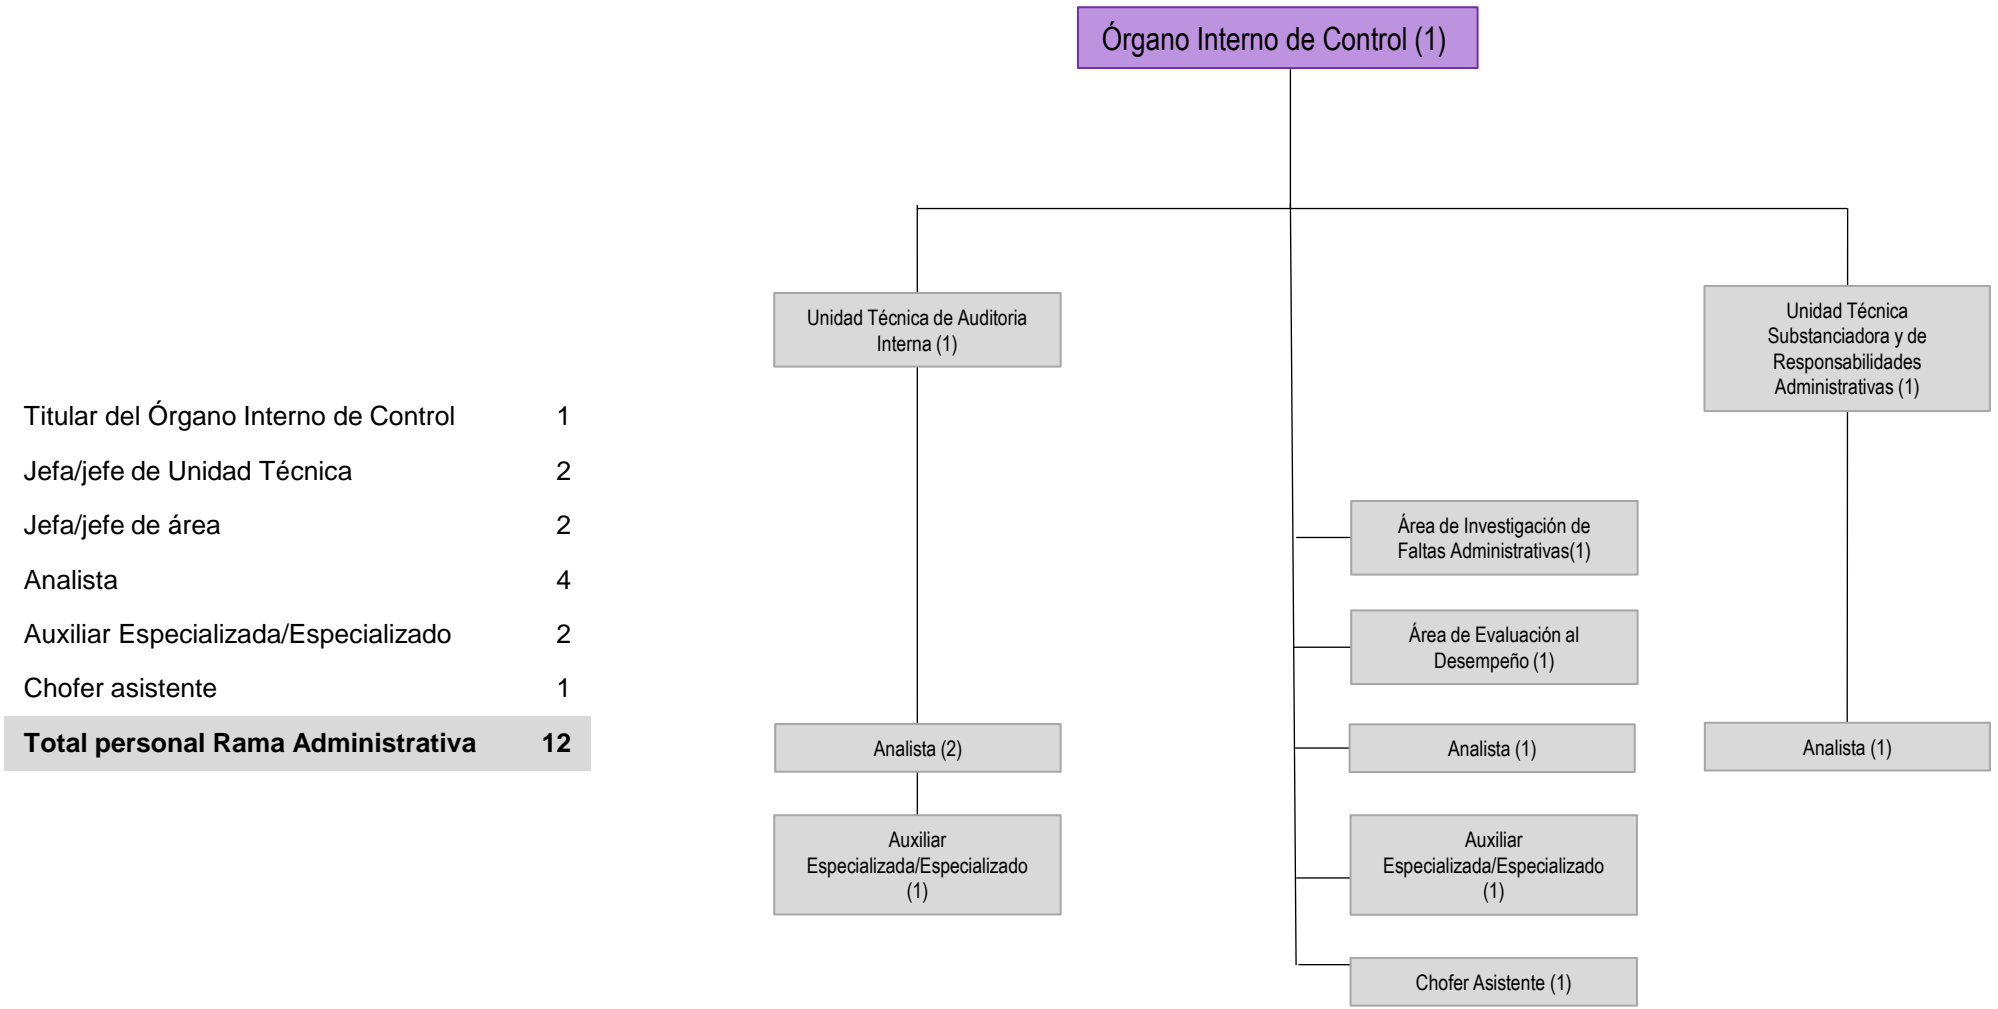 Órgano Interno de Control (1)
Unidad Técnica de Auditoria
Interna (1)
Unidad Técnica
Substanciadora y de
Responsabilidades
Administrativas (1)
Titular del Órgano Interno de Control 1
Jefa/jefe de Unidad Técnica 2
Jefa/jefe de área 2
Analista 4
Auxiliar Especializada/Especializado 2
Chofer asistente 1
Total personal Rama Administrativa 12
Área de Investigación de
Faltas Administrativas(1)
Área de Evaluación al
Desempeño (1)
Analista (2)
Analista (1)
Analista (1)
Auxiliar
Especializada/Especializado
(1)
Auxiliar
Especializada/Especializado
(1)
Chofer Asistente (1)